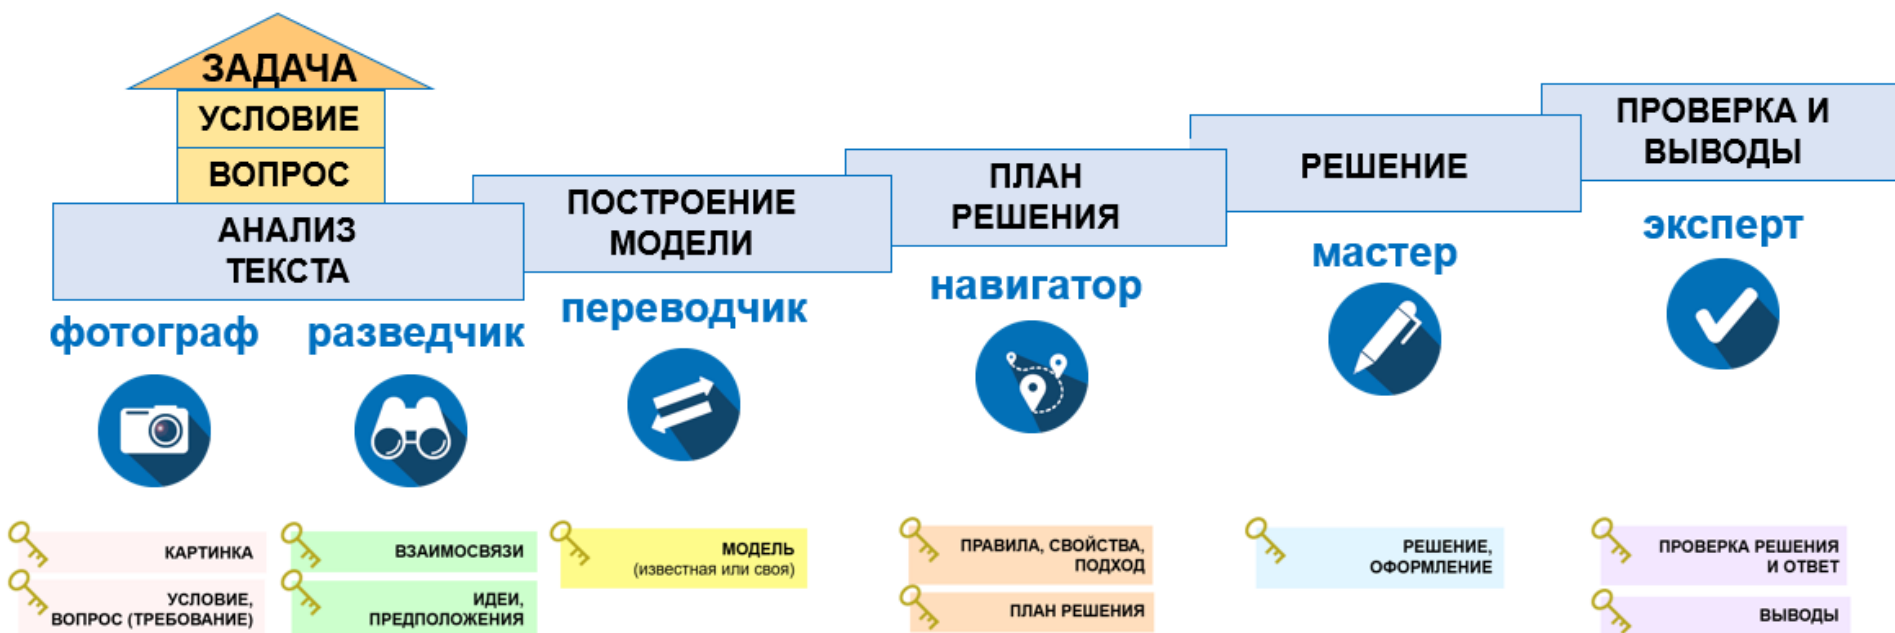 ЗАДАЧА
УСЛОВИЕ
ВОПРОС
АНАЛИЗ
ТЕКСТА
фотограф
разведчик
ПОСТРОЕНИЕ
МОДЕЛИ
переводчик
ПЛАН
РЕШЕНИЯ
навигатор
РЕШЕНИЕ
мастер
ПРОВЕРКА И
ВЫВОДЫ
эксперт
КАРТИНКА
УСЛОВИЕ,
ВОПРОС (ТРЕБОВАНИЕ)
ВЗАИМОСВЯЗИ
ИДЕИ,
ПРЕДПОЛОЖЕНИЯ
МОДЕЛЬ
(известная или своя)
ПРАВИЛА, СВОЙСТВА,
ПОДХОД
ПЛАН РЕШЕНИЯ
РЕШЕНИЕ,
ОФОРМЛЕНИЕ
ПРОВЕРКА РЕШЕНИЯ
И ОТВЕТ
ВЫВОДЫ